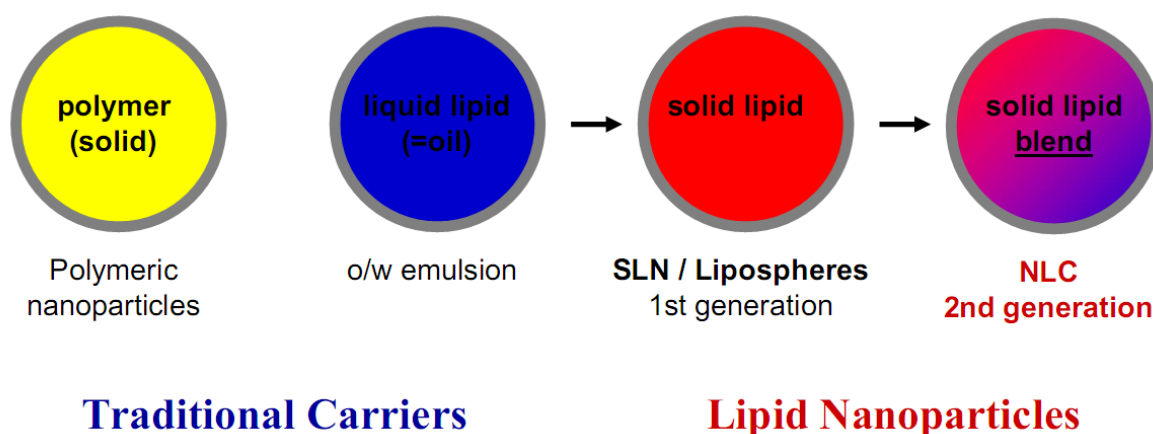 polymer
(solid)
liquid lipid
(=oil)
solid lipid
solid lipid
blend
Polymeric
nanoparticles
o/w emulsion
SLN / Lipospheres
1st generation
NLC
2nd generation
Traditional Carriers
Lipid Nanoparticles